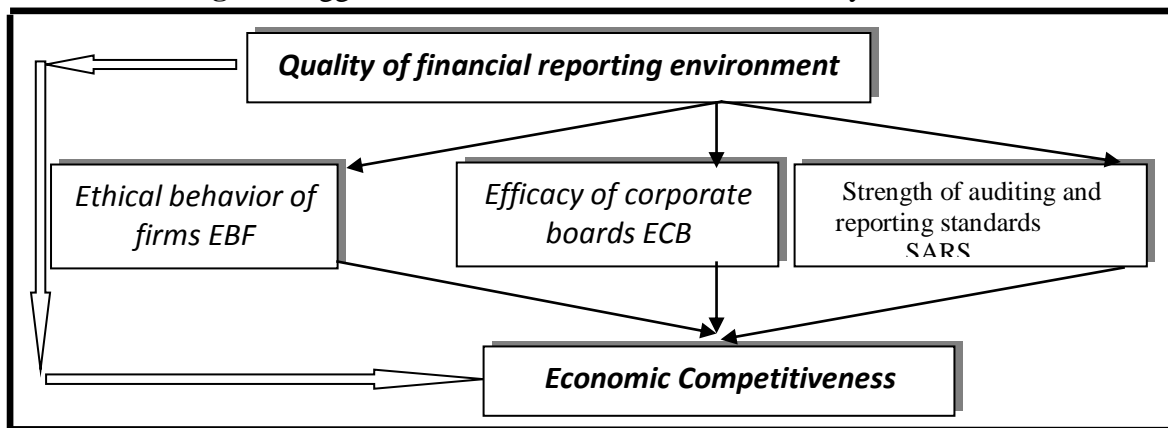 Quality of financial reporting environment
Ethical behavior of
firms EBF
Efficacy of corporate
boards ECB
Strength of auditing and
reporting standards
SARS
Economic Competitiveness